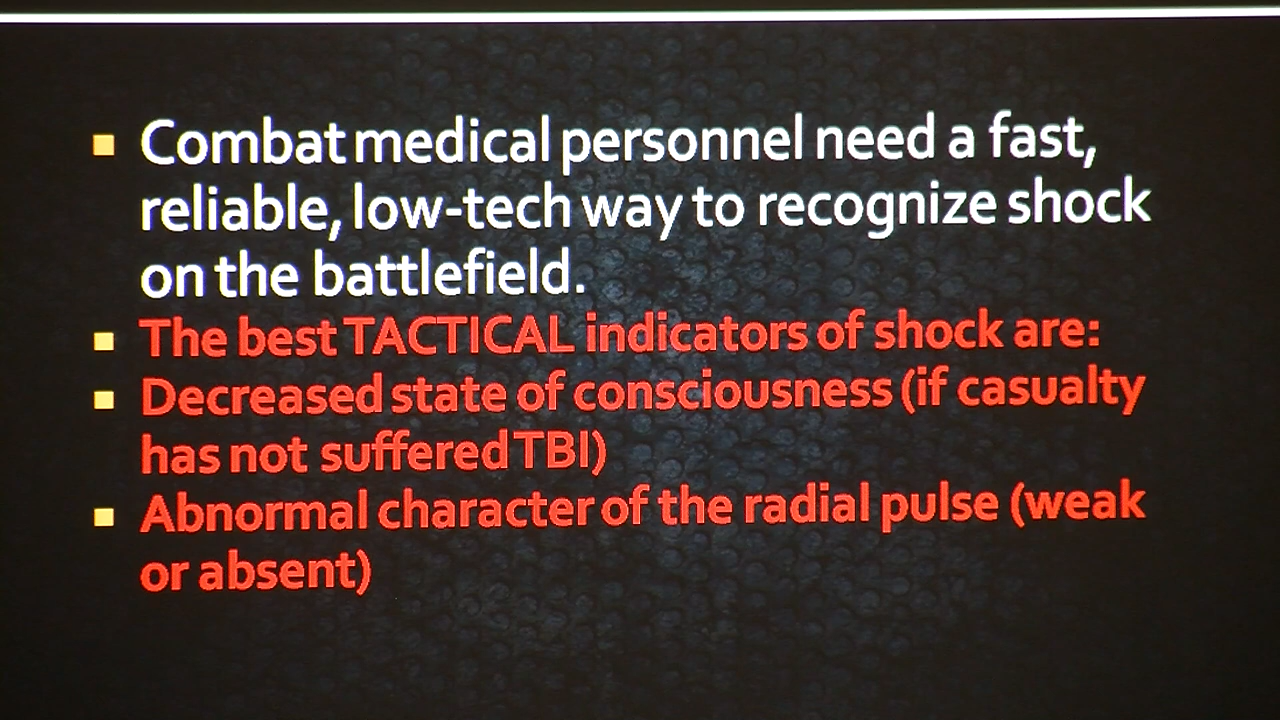 Combat medical personnel need a fast,
reliable, low-tech way to recognize shock
on the battlefield.
The best TACTICAL indicators of shock are:
Decreased state of consciousness (if casualty
has not suffered TBI)
Abnormal character of the radial pulse (weak
or absent)